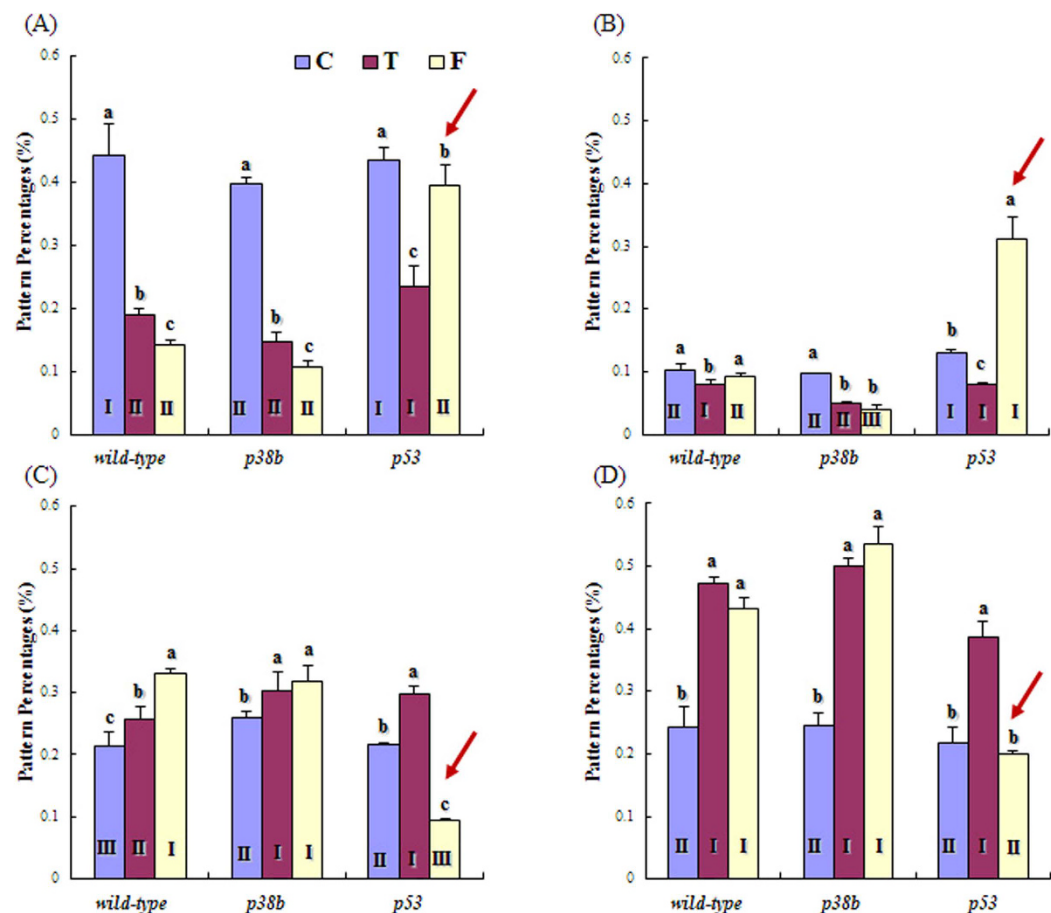 (A)
Pattern Percentages (%)
0.6
0.5
0.4
0.3
0.2
0.1
0
C T F
a b c
a b c
a c b
I II II
II II II
I I II
wild-type p38b p53
(B)
Pattern Percentages (%)
0.6
0.5
0.4
0.3
0.2
0.1
0
a b a
a b b
b c a
II I II
II II III
I I I
wild-type p38b p53
(C)
Pattern Percentages (%)
0.6
0.5
0.4
0.3
0.2
0.1
0
c b a
b a a
b a c
III II I
II I I
II I III
wild-type p38b p53
(D)
Pattern Percentages (%)
0.6
0.5
0.4
0.3
0.2
0.1
0
b a a
b a a
b a b
II I I
II I I
II I II
wild-type p38b p53